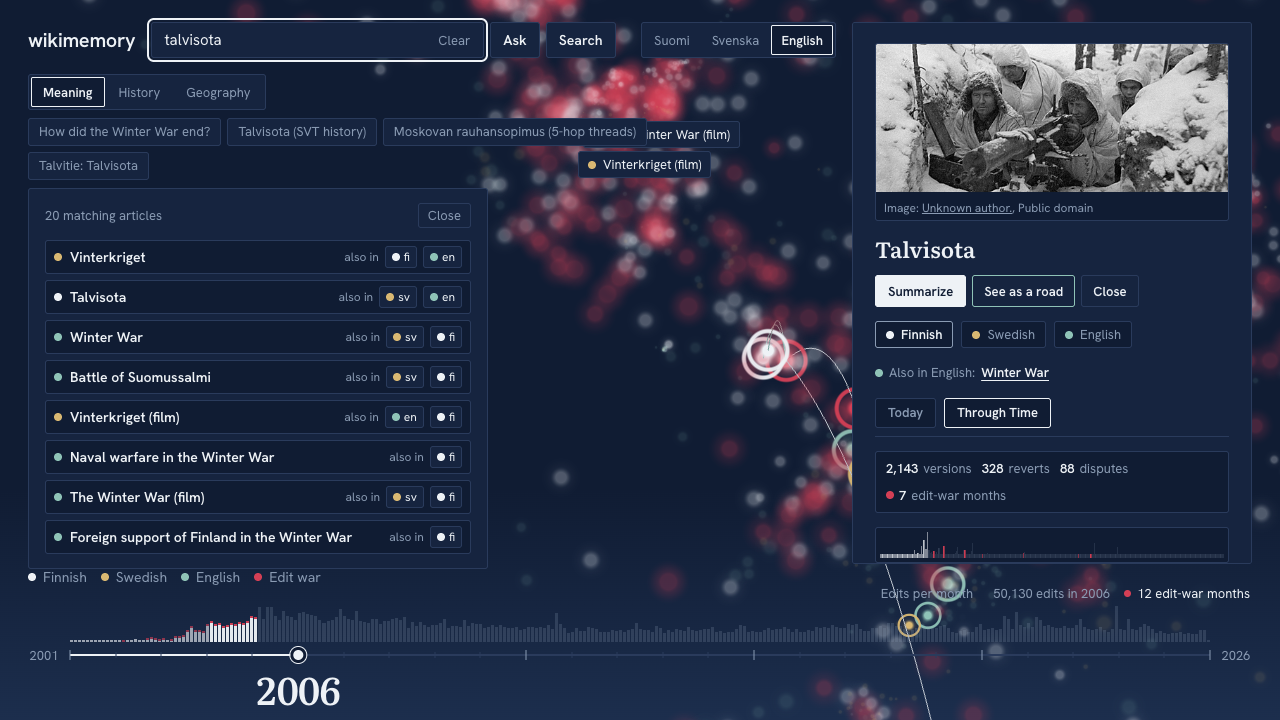 wikimemory
talvisota
Clear
Ask
Search
Suomi
Svenska
English
Meaning
History
Geography
How did the Winter War end?
Talvisota (SVT history)
Moskovan rauhansopimus (5-hop threads)
inter War (film)
Vinterkriget (film)
Talvitie: Talvisota
20 matching articles
Close
Vinterkriget also in fi en
Talvisota also in sv en
Winter War also in sv fi
Battle of Suomussalmi also in sv fi
Vinterkriget (film) also in en fi
Naval warfare in the Winter War also in fi
The Winter War (film) also in sv fi
Foreign support of Finland in the Winter War also in fi
Finnish Swedish English Edit war
Image: Unknown author., Public domain
Talvisota
Summarize
See as a road
Close
Finnish
Swedish
English
Also in English: Winter War
Today
Through Time
2,143 versions 328 reverts 88 disputes
7 edit-war months
Edits per month 50,130 edits in 2006 12 edit-war months
2001
2026
2006